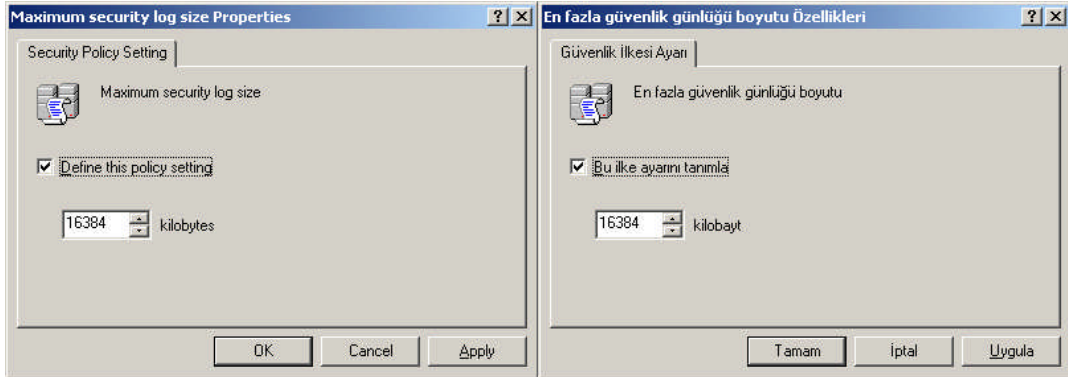 Maximum security log size Properties
Security Policy Setting
Maximum security log size
Define this policy setting
16384 kilobytes
OK Cancel Apply
En fazla güvenlik günlüğü boyutu Özellikleri
Güvenlik İlkesi Ayarı
En fazla güvenlik günlüğü boyutu
Bu ilke ayarını tanımla
16384 kilobayt
Tamam İptal Uygula